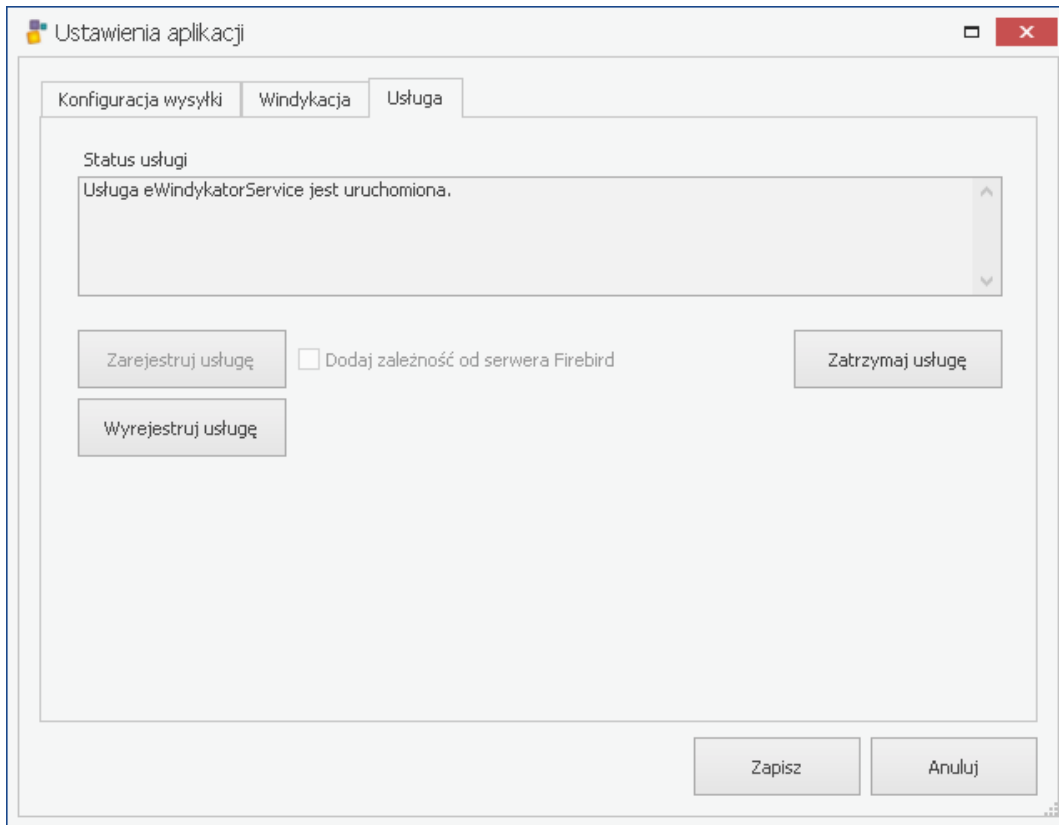 Ustawienia aplikacji
Konfiguracja wysyłki Windykacja Usługa
Status usługi
Usługa eWindykatorService jest uruchomiona.
Zarejestruj usługę Dodaj zależność od serwera Firebird Zatrzymaj usługę
Wyrejestruj usługę
Zapisz Anuluj